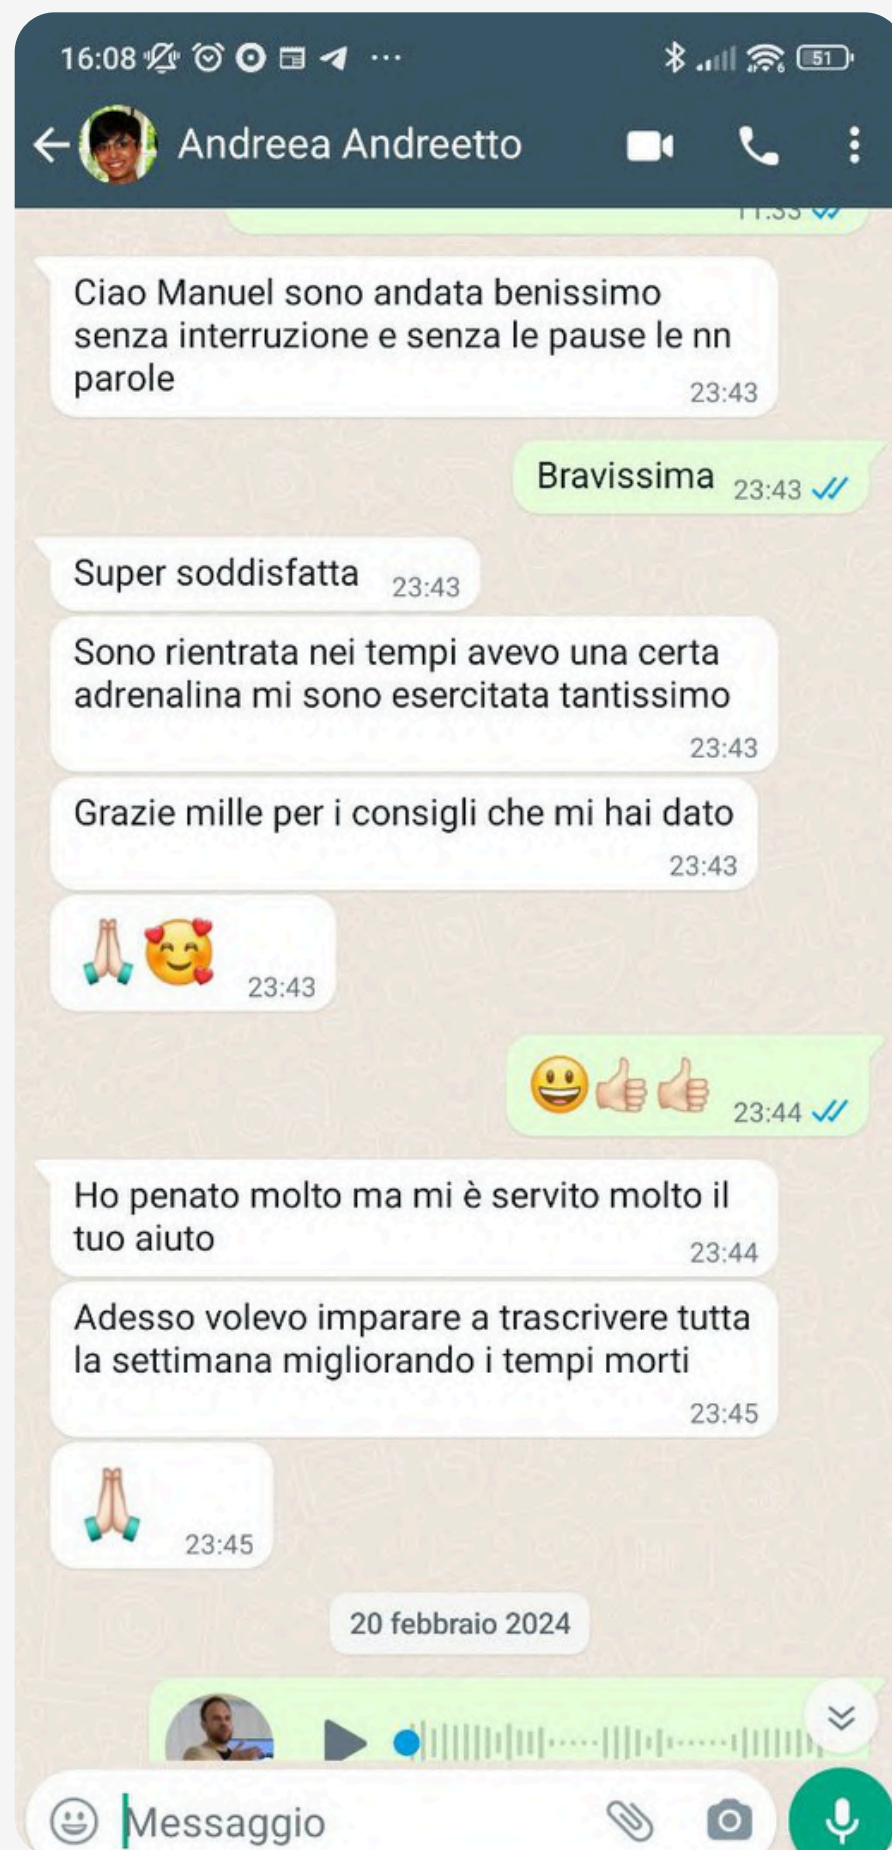 16:08
51
Andreea Andreetto
11:33
Ciao Manuel sono andata benissimo
senza interruzione e senza le pause le nn
parole
23:43
Bravissima 23:43
Super soddisfatta 23:43
Sono rientrata nei tempi avevo una certa
adrenalina mi sono esercitata tantissimo
23:43
Grazie mille per i consigli che mi hai dato
23:43
🙏🏻🥰 23:43
😃👍🏻👍🏻 23:44
Ho penato molto ma mi è servito molto il
tuo aiuto
23:44
Adesso volevo imparare a trascrivere tutta
la settimana migliorando i tempi morti
23:45
🙏🏻 23:45
20 febbraio 2024
Messaggio